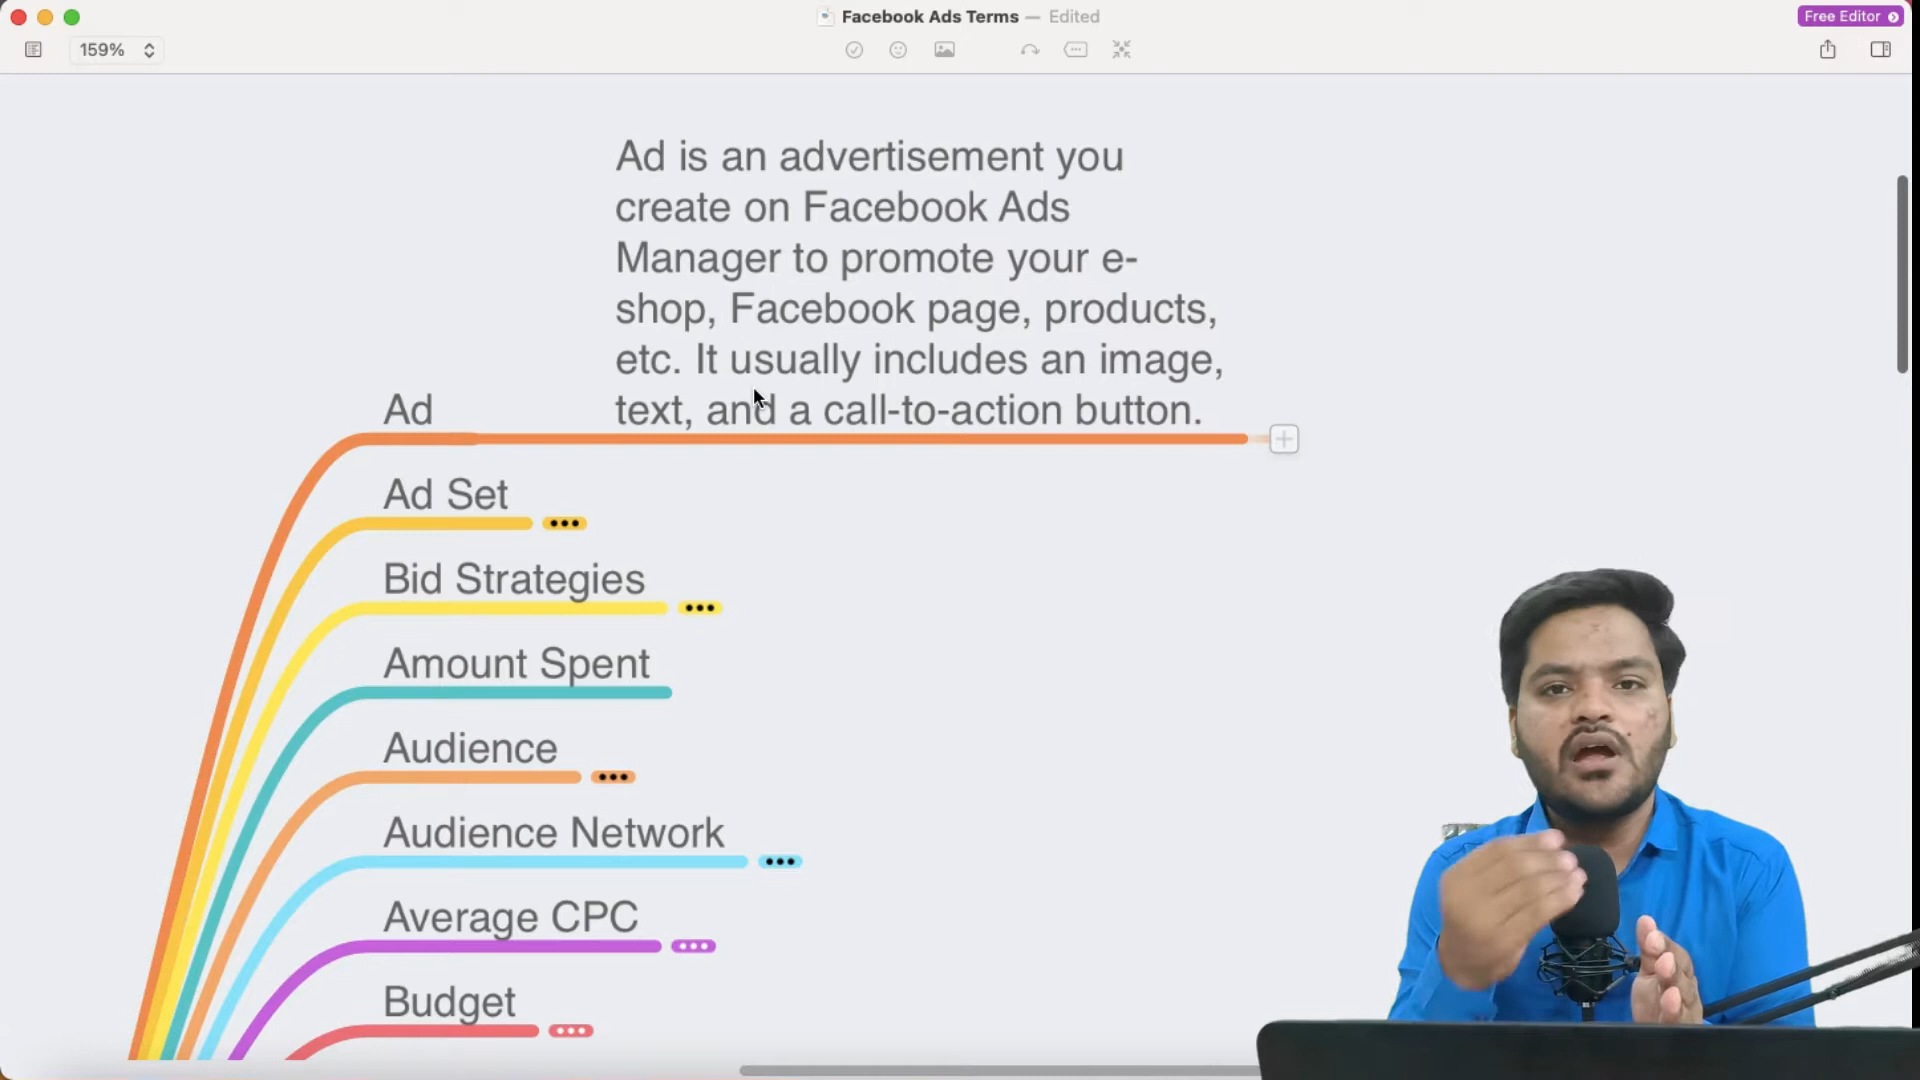 Facebook Ads Terms — Edited
Free Editor
159%
Ad is an advertisement you
create on Facebook Ads
Manager to promote your e-
shop, Facebook page, products,
etc. It usually includes an image,
text, and a call-to-action button.
Ad
Ad Set
Bid Strategies
Amount Spent
Audience
Audience Network
Average CPC
Budget